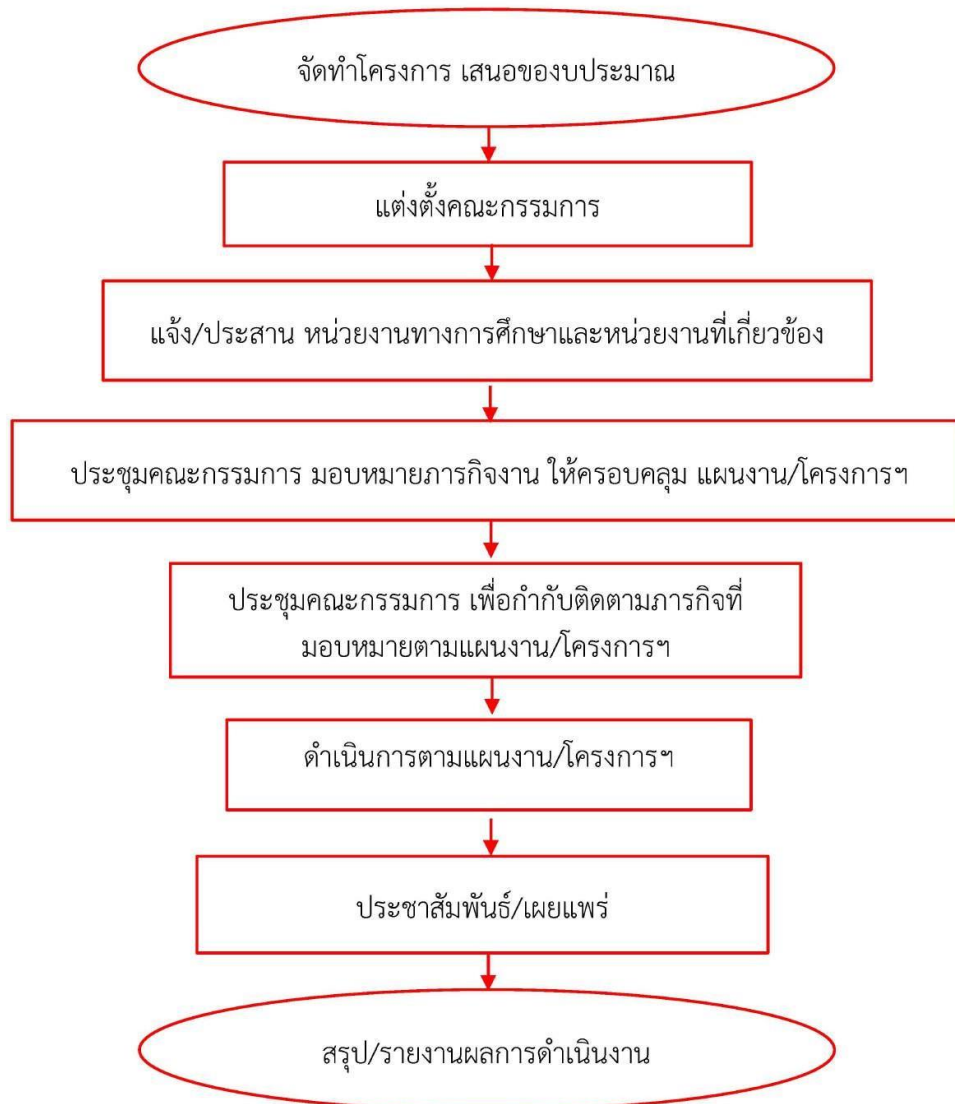 จัดทำโครงการ เสนอของบประมาณ
แต่งตั้งคณะกรรมการ
แจ้ง/ประสาน หน่วยงานทางการศึกษาและหน่วยงานที่เกี่ยวข้อง
ประชุมคณะกรรมการ มอบหมายภารกิจงาน ให้ครอบคลุม แผนงาน/โครงการฯ
ประชุมคณะกรรมการ เพื่อกำกับติดตามภารกิจที่
มอบหมายตามแผนงาน/โครงการฯ
ดำเนินการตามแผนงาน/โครงการฯ
ประชาสัมพันธ์/เผยแพร่
สรุป/รายงานผลการดำเนินงาน